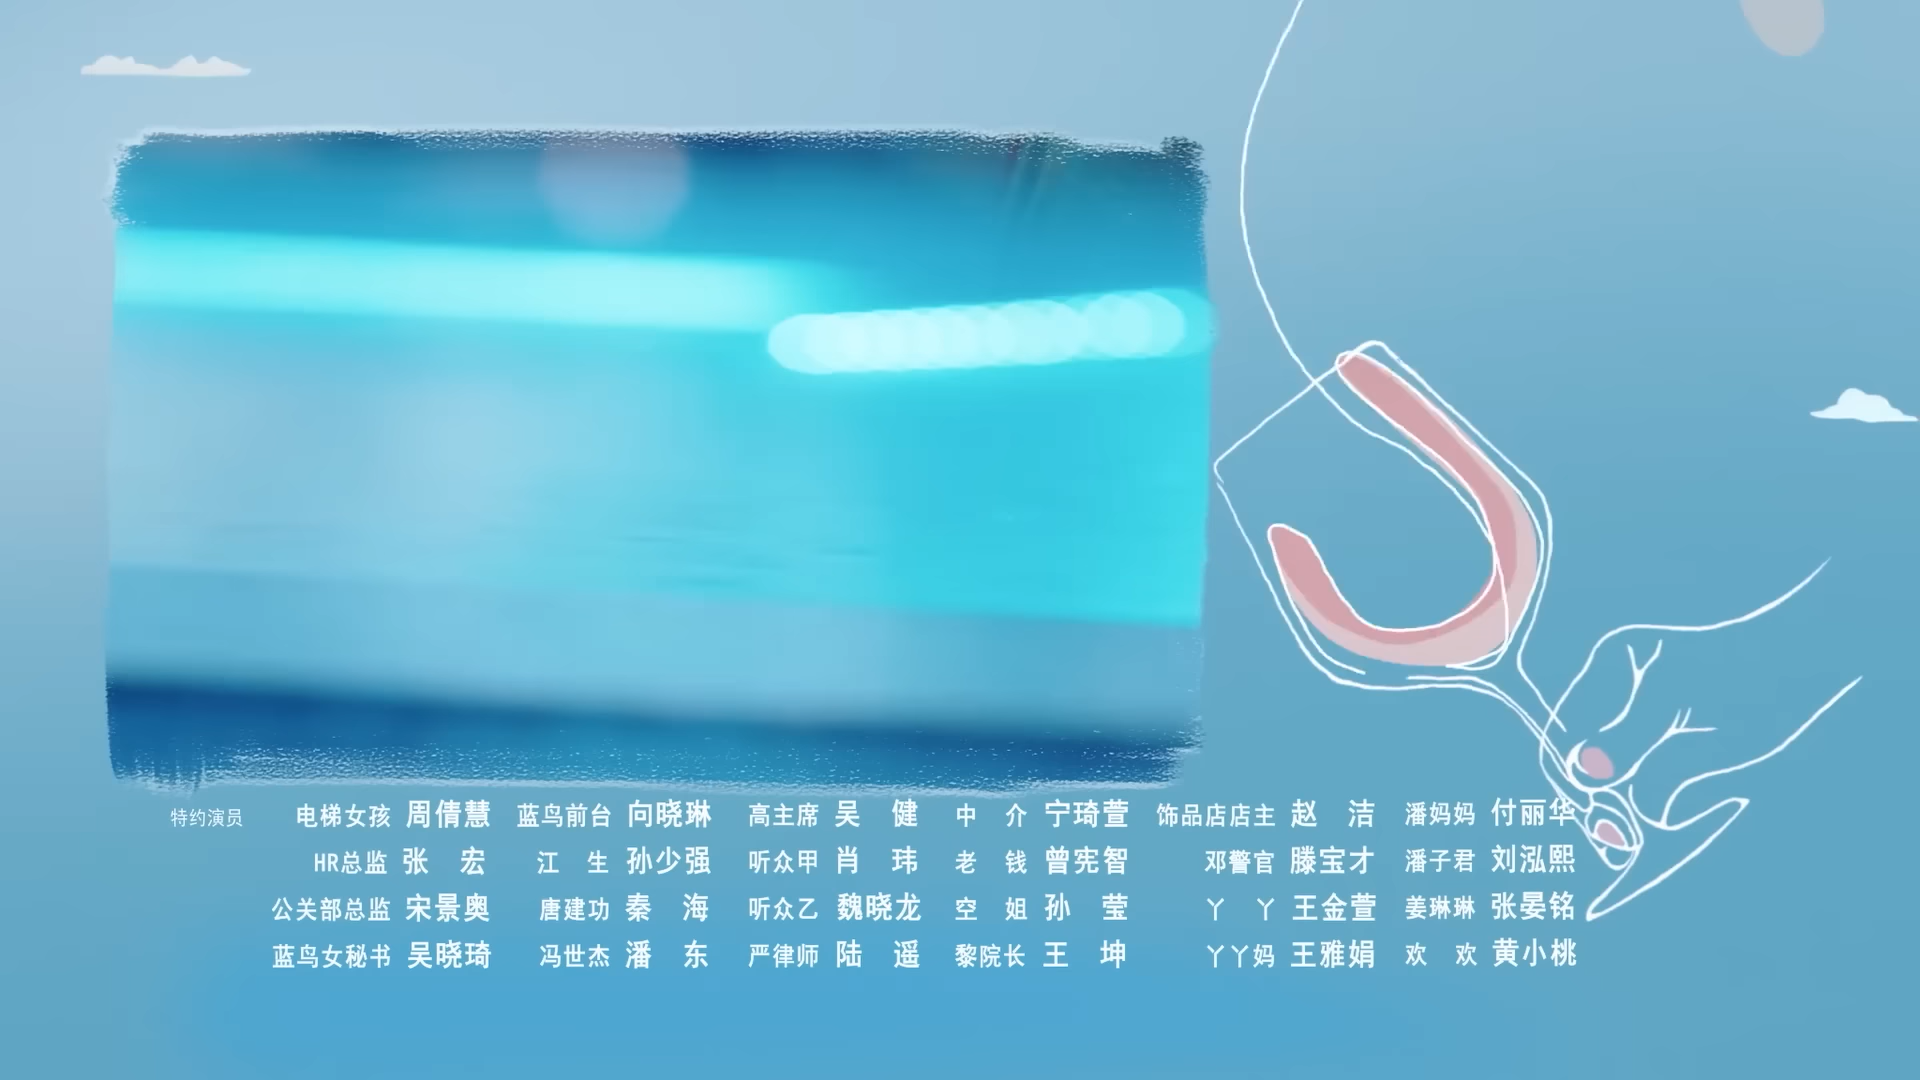 特约演员 电梯女孩 周倩慧 蓝鸟前台 向晓琳 高主席 吴 健 中 介 宁琦萱 饰品店店主 赵 洁 潘妈妈 付丽华
HR总监 张 宏 江 生 孙少强 听众甲 肖 玮 老 钱 曾宪智 邓警官 滕宝才 潘子君 刘泓熙
公关部总监 宋景奥 唐建功 秦 海 听众乙 魏晓龙 空 姐 孙 莹 丫 丫 王金萱 姜琳琳 张晏铭
蓝鸟女秘书 吴晓琦 冯世杰 潘 东 严律师 陆 遥 黎院长 王 坤 丫丫妈 王雅娟 欢 欢 黄小桃